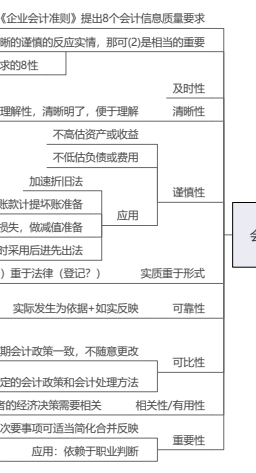 《企业会计准则》提出8个会计信息质量要求
晰的谨慎的反应实情，那可(2)是相当的重要
求的8性
及时性
理解性，清晰明了，便于理解
清晰性
不高估资产或收益
不低估负债或费用
加速折旧法
账款计提坏账准备
损失，做减值准备
时采用后进先出法
应用
谨慎性
）重于法律（登记？）
实质重于形式
实际发生为依据+如实反映
可靠性
期会计政策一致，不随意更改
定的会计政策和会计处理方法
可比性
者的经济决策需要相关
相关性/有用性
次要事项可适当简化合并反映
应用：依赖于职业判断
重要性